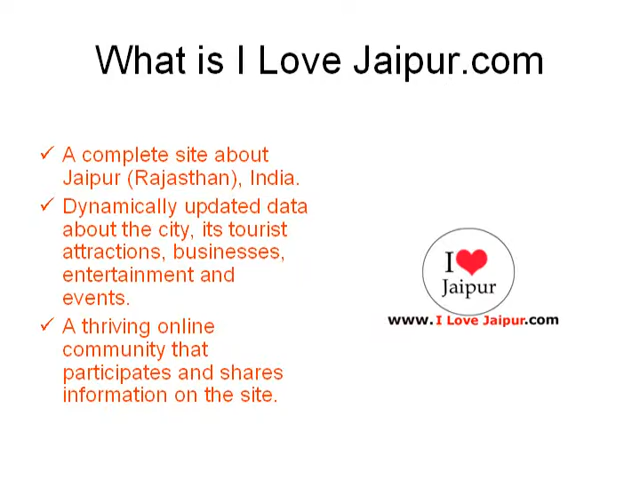 What is I Love Jaipur.com
A complete site about
Jaipur (Rajasthan), India.
Dynamically updated data
about the city, its tourist
attractions, businesses,
entertainment and
events.
A thriving online
community that
participates and shares
information on the site.
I
Jaipur
www.I Love Jaipur.com